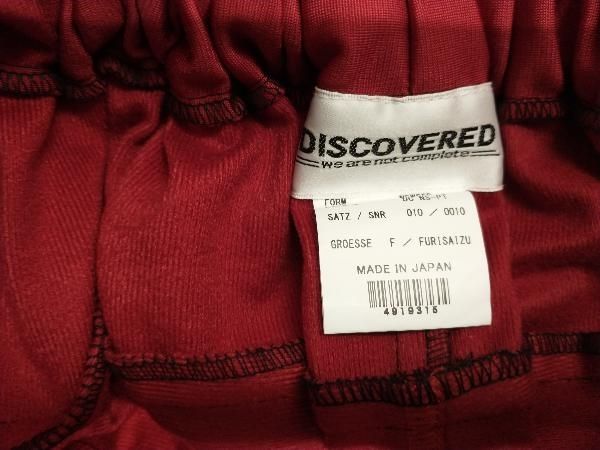 DISCOVERED
we are not complete
FORM
SATZ / SNR 010 / 0010
GROESSE F / FURISAIZU
MADE IN JAPAN
4919315